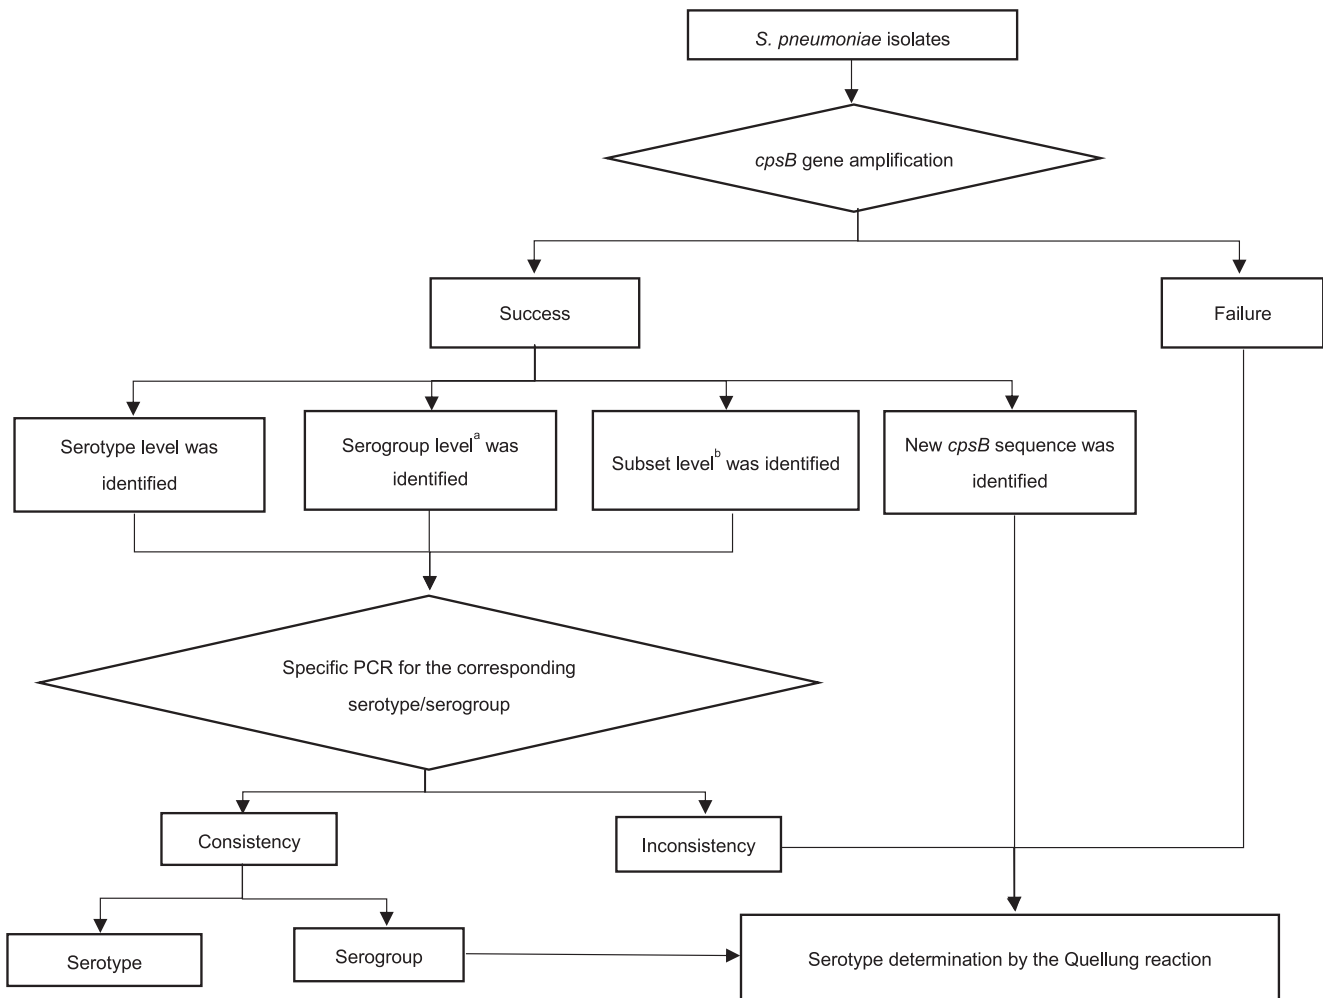 S. pneumoniae isolates
cpsB gene amplification
Success
Failure
Serotype level was
identified
Serogroup levelᵃ was
identified
Subset levelᵇ was identified
New cpsB sequence was
identified
Specific PCR for the corresponding
serotype/serogroup
Consistency
Inconsistency
Serotype
Serogroup
Serotype determination by the Quellung reaction